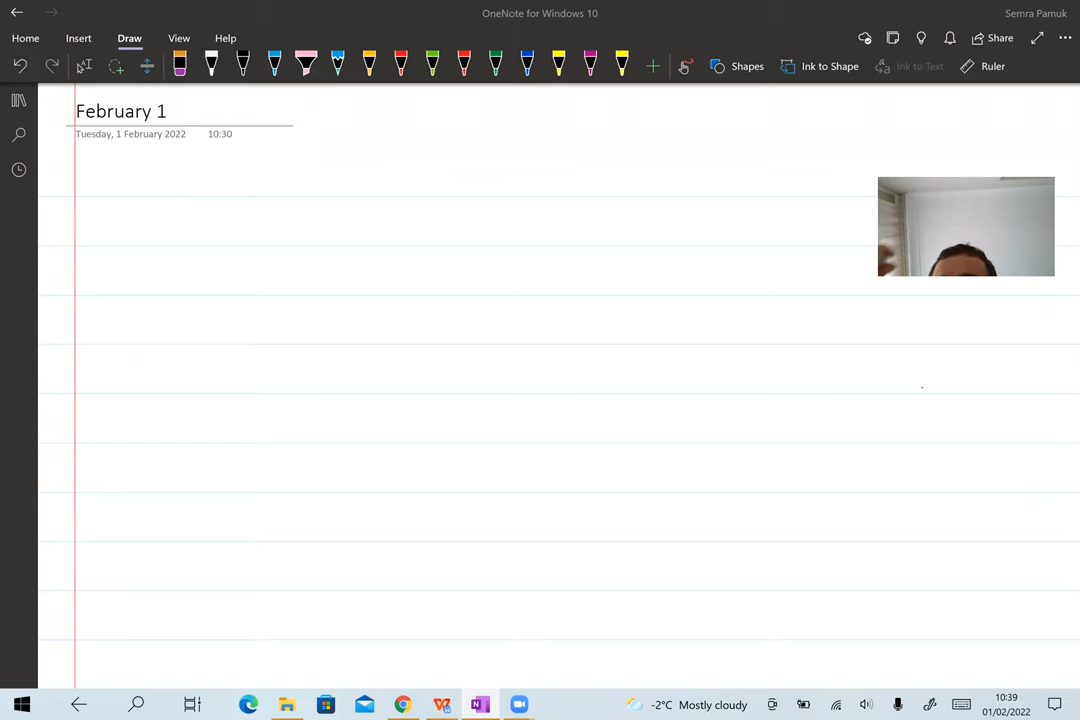 OneNote for Windows 10
Semra Pamuk
Home Insert Draw View Help
Share
Shapes Ink to Shape Ink to Text Ruler
February 1
Tuesday, 1 February 2022 10:30
-2°C Mostly cloudy
10:39
01/02/2022